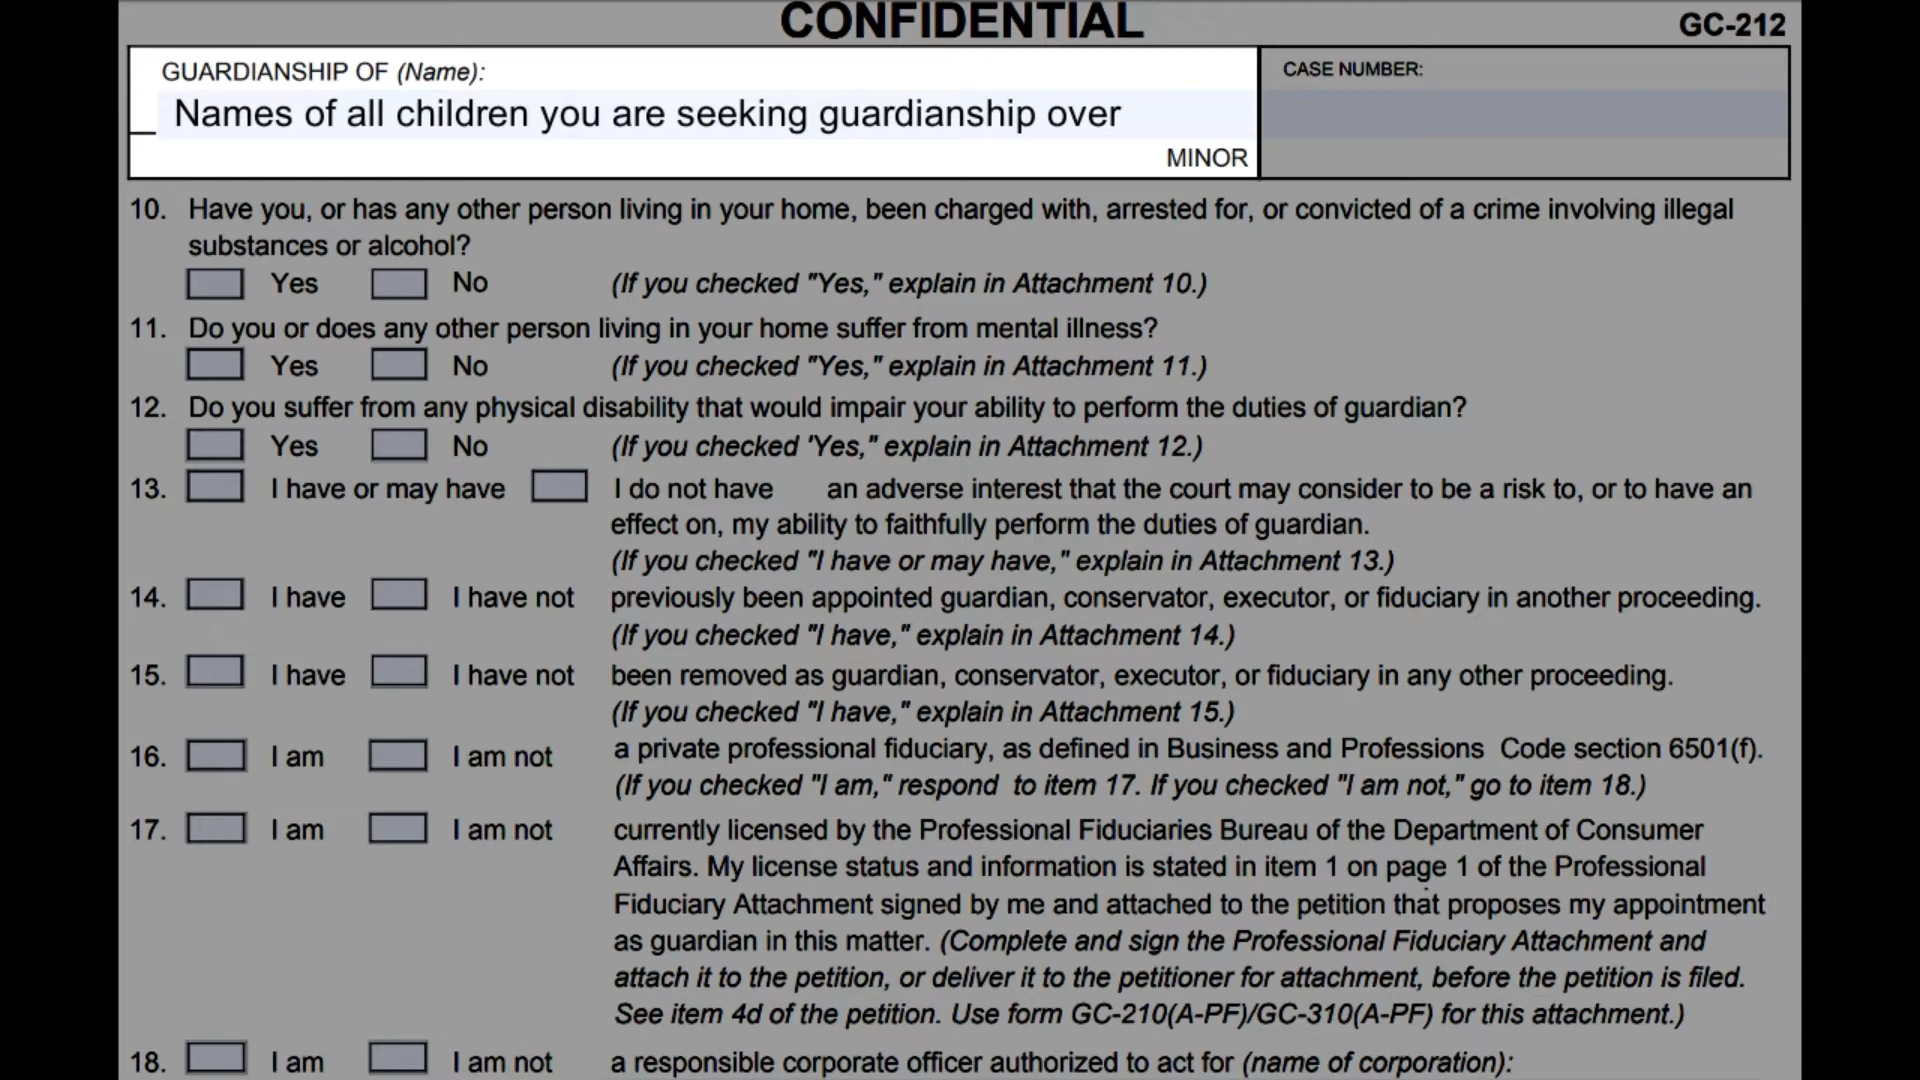 CONFIDENTIAL
GC-212
GUARDIANSHIP OF (Name):
CASE NUMBER:
Names of all children you are seeking guardianship over
MINOR
10. Have you, or has any other person living in your home, been charged with, arrested for, or convicted of a crime involving illegal
substances or alcohol?
Yes No (If you checked "Yes," explain in Attachment 10.)
11. Do you or does any other person living in your home suffer from mental illness?
Yes No (If you checked "Yes," explain in Attachment 11.)
12. Do you suffer from any physical disability that would impair your ability to perform the duties of guardian?
Yes No (If you checked 'Yes," explain in Attachment 12.)
13. I have or may have I do not have an adverse interest that the court may consider to be a risk to, or to have an
effect on, my ability to faithfully perform the duties of guardian.
(If you checked "I have or may have," explain in Attachment 13.)
14. I have I have not previously been appointed guardian, conservator, executor, or fiduciary in another proceeding.
(If you checked "I have," explain in Attachment 14.)
15. I have I have not been removed as guardian, conservator, executor, or fiduciary in any other proceeding.
(If you checked "I have," explain in Attachment 15.)
16. I am I am not a private professional fiduciary, as defined in Business and Professions Code section 6501(f).
(If you checked "I am," respond to item 17. If you checked "I am not," go to item 18.)
17. I am I am not currently licensed by the Professional Fiduciaries Bureau of the Department of Consumer
Affairs. My license status and information is stated in item 1 on page 1 of the Professional
Fiduciary Attachment signed by me and attached to the petition that proposes my appointment
as guardian in this matter. (Complete and sign the Professional Fiduciary Attachment and
attach it to the petition, or deliver it to the petitioner for attachment, before the petition is filed.
See item 4d of the petition. Use form GC-210(A-PF)/GC-310(A-PF) for this attachment.)
18. I am I am not a responsible corporate officer authorized to act for (name of corporation):